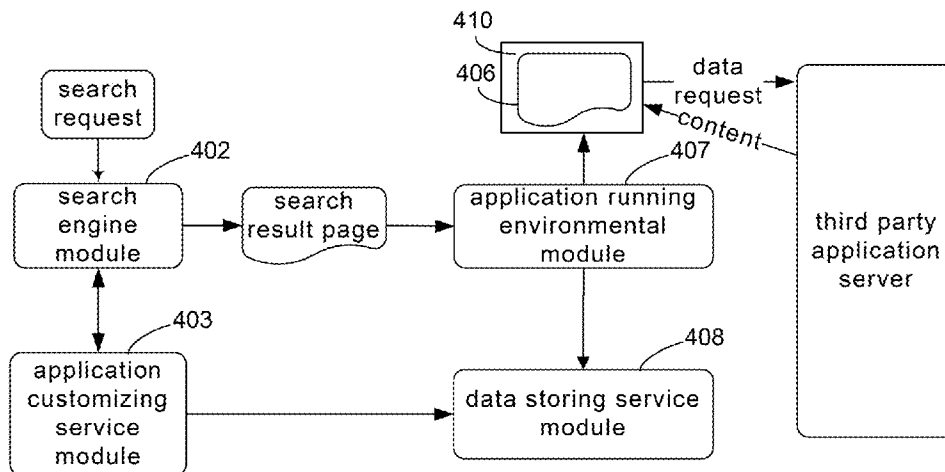 410
406
search
request
data
request
content
402
407
search
engine
module
search
result page
application running
environmental
module
third party
application
server
403
408
application
customizing
service
module
data storing service
module